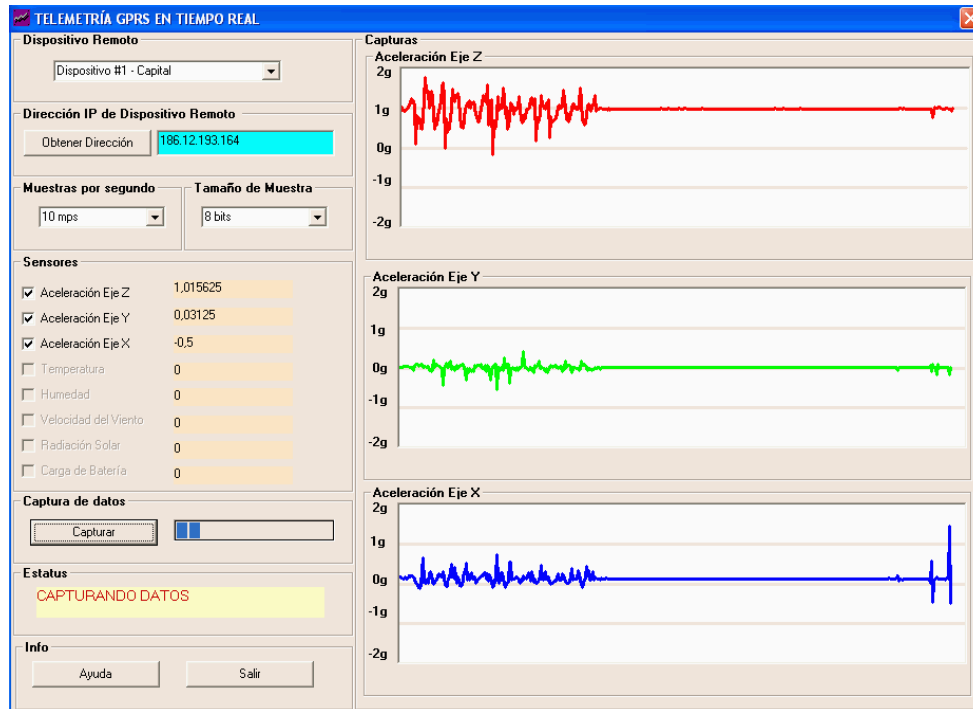 TELEMETRÍA GPRS EN TIEMPO REAL
Dispositivo Remoto
Dispositivo #1 - Capital
Dirección IP de Dispositivo Remoto
Obtener Dirección
186.12.193.164
Muestras por segundo
10 mps
Tamaño de Muestra
8 bits
Sensores
Aceleración Eje Z
1,015625
Aceleración Eje Y
0,03125
Aceleración Eje X
-0,5
Temperatura
0
Humedad
0
Velocidad del Viento
0
Radiación Solar
0
Carga de Batería
0
Captura de datos
Capturar
Estatus
CAPTURANDO DATOS
Info
Ayuda
Salir
Capturas
Aceleración Eje Z
2g
1g
0g
-1g
-2g
Aceleración Eje Y
2g
1g
0g
-1g
-2g
Aceleración Eje X
2g
1g
0g
-1g
-2g